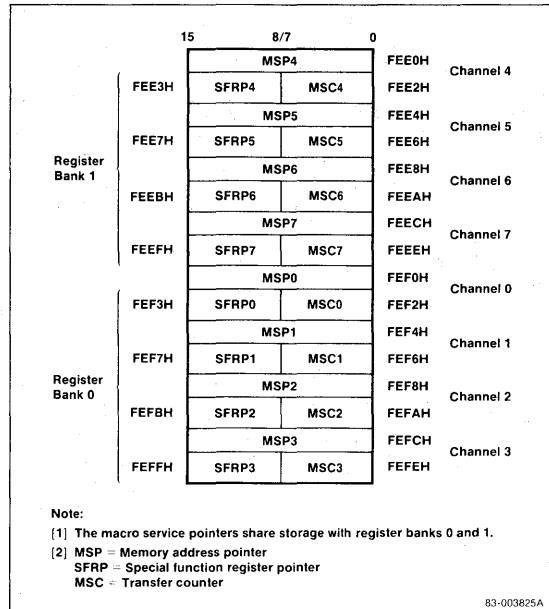 15 8/7 0
MSP4 FEE0H
Channel 4
FEE3H SFRP4 MSC4 FEE2H
MSP5 FEE4H
Channel 5
FEE7H SFRP5 MSC5 FEE6H
Register
Bank 1
MSP6 FEE8H
Channel 6
FEEBH SFRP6 MSC6 FEEAH
MSP7 FEECH
Channel 7
FEEFH SFRP7 MSC7 FEEEH
MSP0 FEF0H
Channel 0
FEF3H SFRP0 MSC0 FEF2H
MSP1 FEF4H
Channel 1
FEF7H SFRP1 MSC1 FEF6H
Register
Bank 0
MSP2 FEF8H
Channel 2
FEFBH SFRP2 MSC2 FEFAH
MSP3 FEFCH
Channel 3
FEFFH SFRP3 MSC3 FEFEH
Note:
[1] The macro service pointers share storage with register banks 0 and 1.
[2] MSP = Memory address pointer
SFRP = Special function register pointer
MSC = Transfer counter
83-003825A